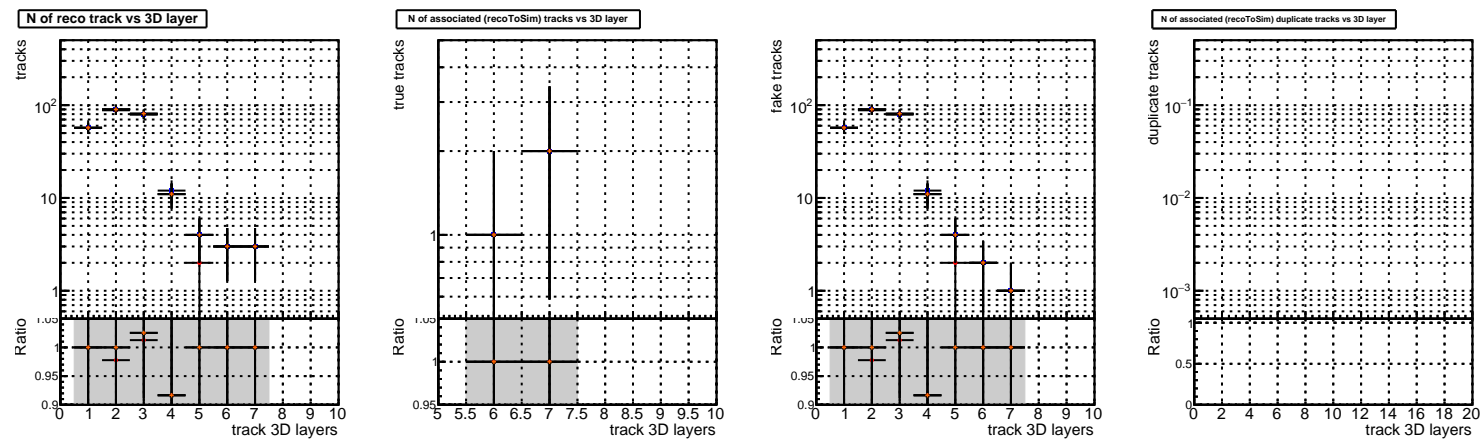 N of reco track vs 3D layer
tracks
10²
10
1
Ratio
1.05
1
0.95
0.9
0 1 2 3 4 5 6 7 8 9 10
track 3D layers
N of associated (recoToSim) tracks vs 3D layer
true tracks
1
Ratio
1.05
1
0.95
5 5.5 6 6.5 7 7.5 8 8.5 9 9.5 10
track 3D layers
fake tracks
10²
10
1
Ratio
1.05
1
0.95
0.9
0 1 2 3 4 5 6 7 8 9 10
track 3D layers
N of associated (recoToSim) duplicate tracks vs 3D layer
duplicate tracks
10⁻¹
10⁻²
10⁻³
Ratio
1
0.5
0
0 2 4 6 8 10 12 14 16 18 20
track 3D layers